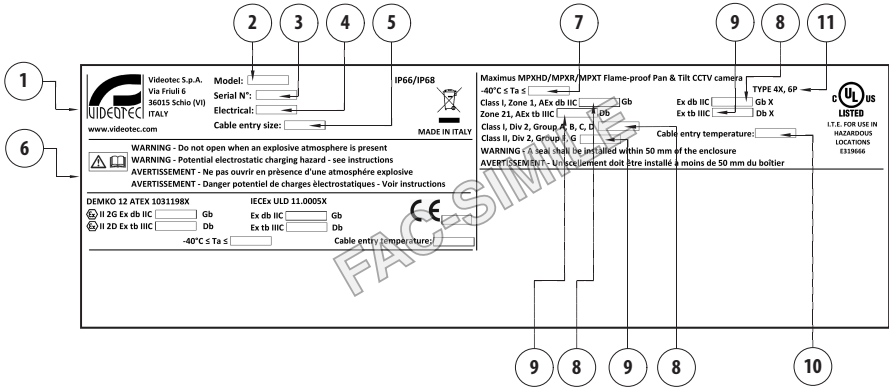 2 3 4 5 7 9 8 11
1
6
VIDEOTEC
Videotec S.p.A.
Via Friuli 6
36015 Schio (VI)
ITALY
www.videotec.com
Model:
Serial N°:
Electrical:
Cable entry size:
IP66/IP68
MADE IN ITALY
WARNING - Do not open when an explosive atmosphere is present
WARNING - Potential electrostatic charging hazard - see instructions
AVERTISSEMENT - Ne pas ouvrir en prèsence d'une atmosphére explosive
AVERTISSEMENT - Danger potentiel de charges èlectrostatiques - Voir instructions
DEMKO 12 ATEX 1031198X
Ex II 2G Ex db IIC Gb
Ex II 2D Ex tb IIIC Db
IECEx ULD 11.0005X
Ex db IIC Gb
Ex tb IIIC Db
CE
-40°C ≤ Ta ≤
Cable entry temperature:
Maximus MPXHD/MPXR/MPXT Flame-proof Pan & Tilt CCTV camera
-40°C ≤ Ta ≤
TYPE 4X, 6P
Class I, Zone 1, AEx db IIC Gb
Ex db IIC Gb X
Zone 21, AEx tb IIIC Db
Ex tb IIIC Db X
Class I, Div 2, Group A, B, C, D
Cable entry temperature:
Class II, Div 2, Group F, G
WARNING - A seal shall be installed within 50 mm of the enclosure
AVERTISSEMENT - Un scellement doit être installé à moins de 50 mm du boîtier
c UL us
LISTED
I.T.E. FOR USE IN
HAZARDOUS
LOCATIONS
E319666
FAC-SIMILE
9 8 9 8 10